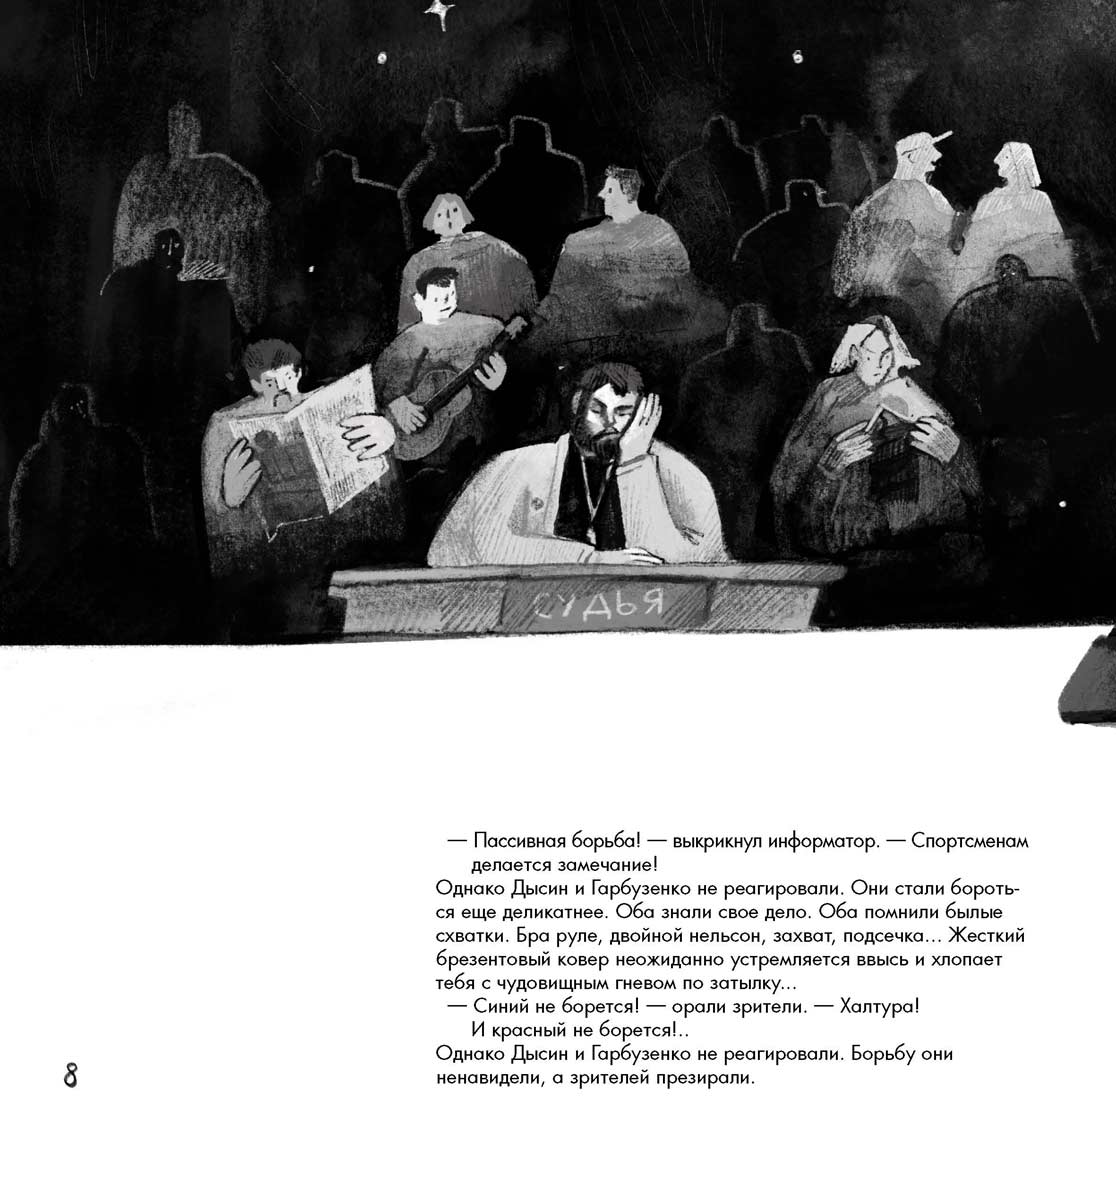 СУДЬЯ
— Пассивная борьба! — выкрикнул информатор. — Спортсменам
делается замечание!
Однако Дысин и Гарбузенко не реагировали. Они стали бороть-
ся еще деликатнее. Оба знали свое дело. Оба помнили былые
схватки. Бра руле, двойной нельсон, захват, подсечка... Жесткий
брезентовый ковер неожиданно устремляется ввысь и хлопает
тебя с чудовищным гневом по затылку...
— Синий не борется! — орали зрители. — Халтура!
И красный не борется!..
Однако Дысин и Гарбузенко не реагировали. Борьбу они
ненавидели, а зрителей презирали.
8